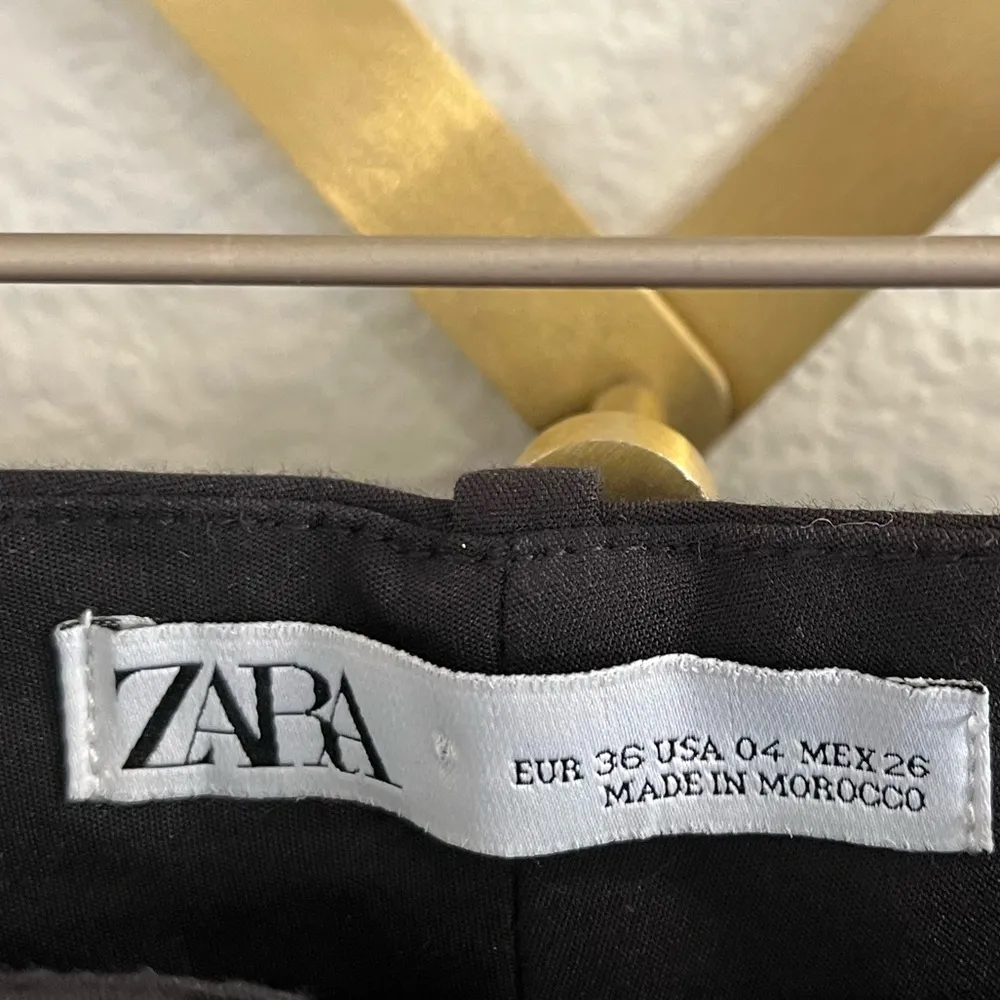 ZARA
EUR 36 USA 04 MEX 26
MADE IN MOROCCO